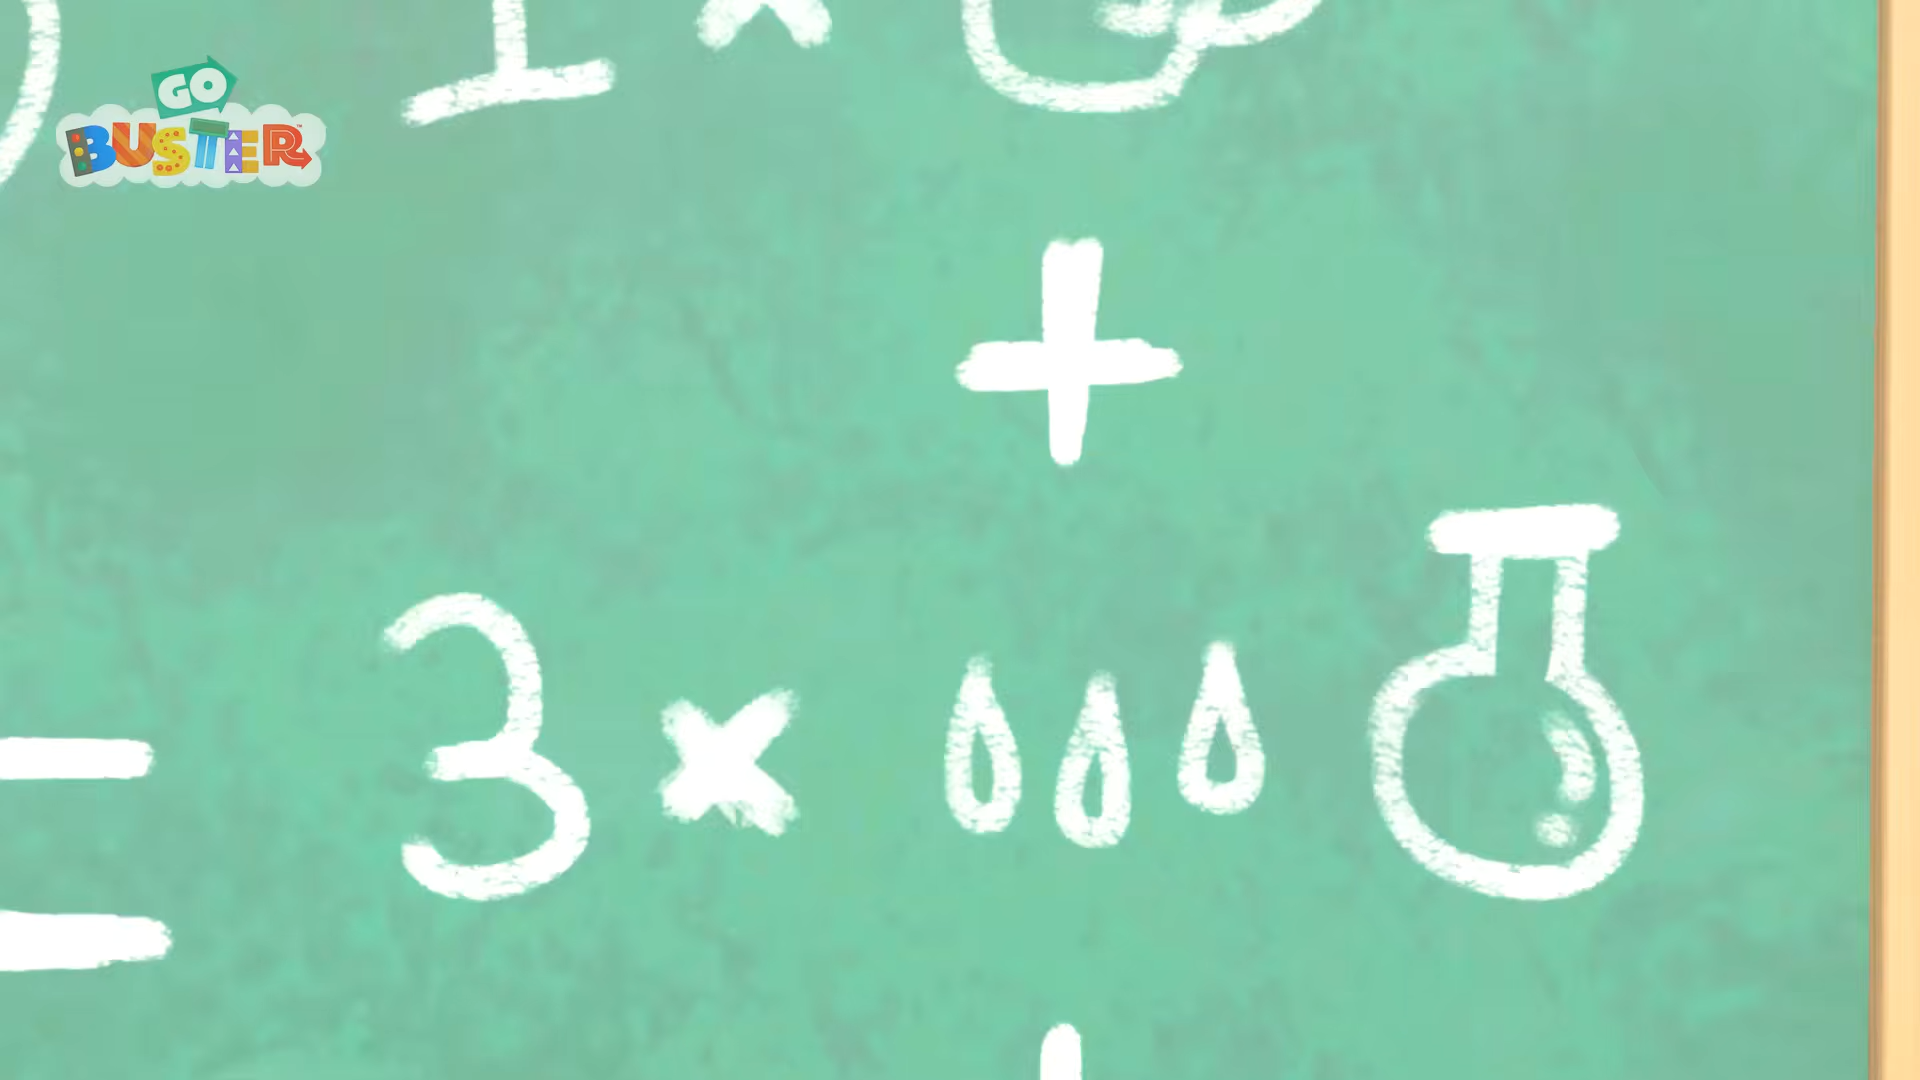 GO
BUSTER
1 ×
+
= 3 ×